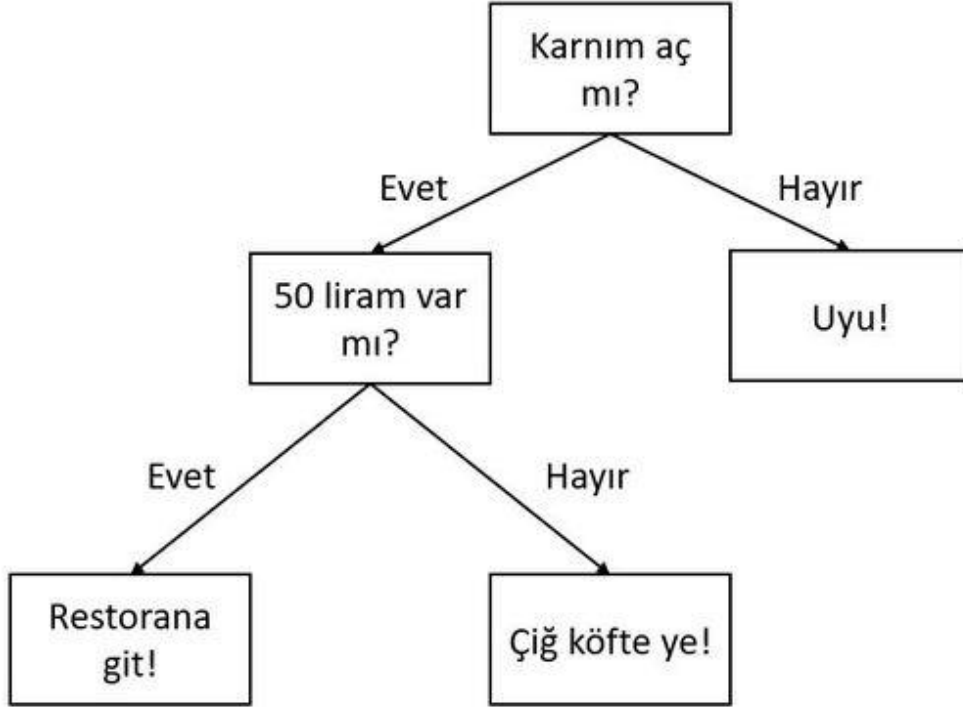 Karnım aç
mı?
Evet
Hayır
50 liram var
mı?
Uyu!
Evet
Hayır
Restorana
git!
Çiğ köfte ye!